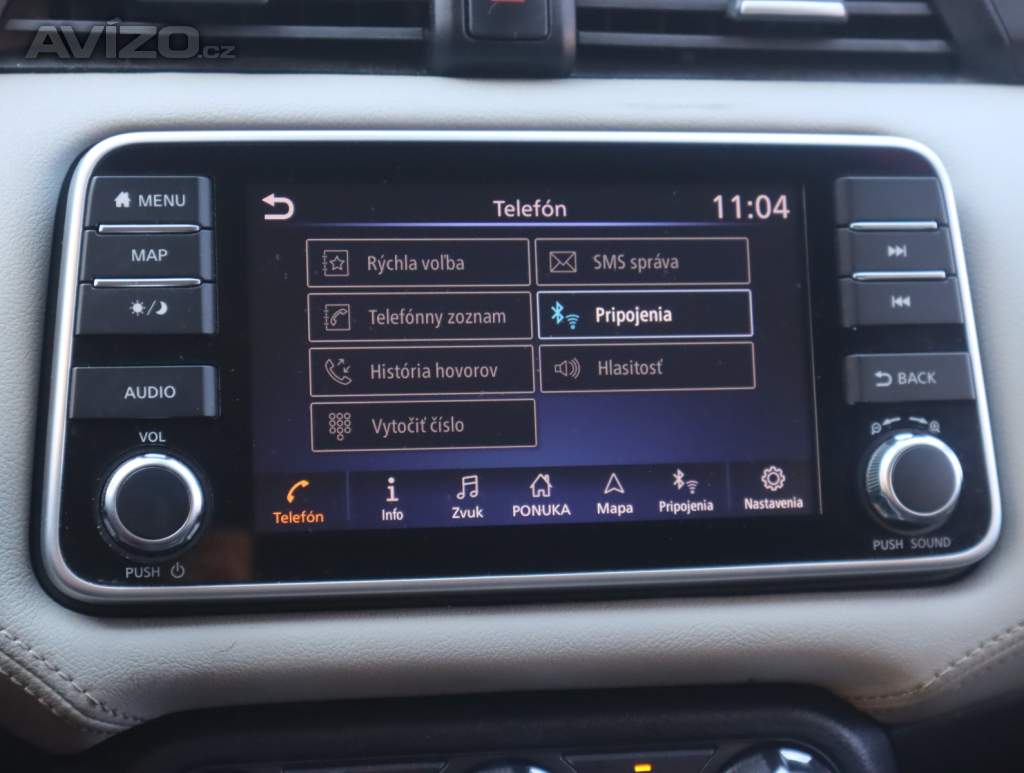 AVÍZO.cz
MENU
MAP
AUDIO
VOL
PUSH
Telefón
11:04
Rýchla voľba
SMS správa
Telefónny zoznam
Pripojenia
História hovorov
Hlasitosť
Vytočiť číslo
Telefón
Info
Zvuk
PONUKA
Mapa
Pripojenia
Nastavenia
BACK
PUSH SOUND